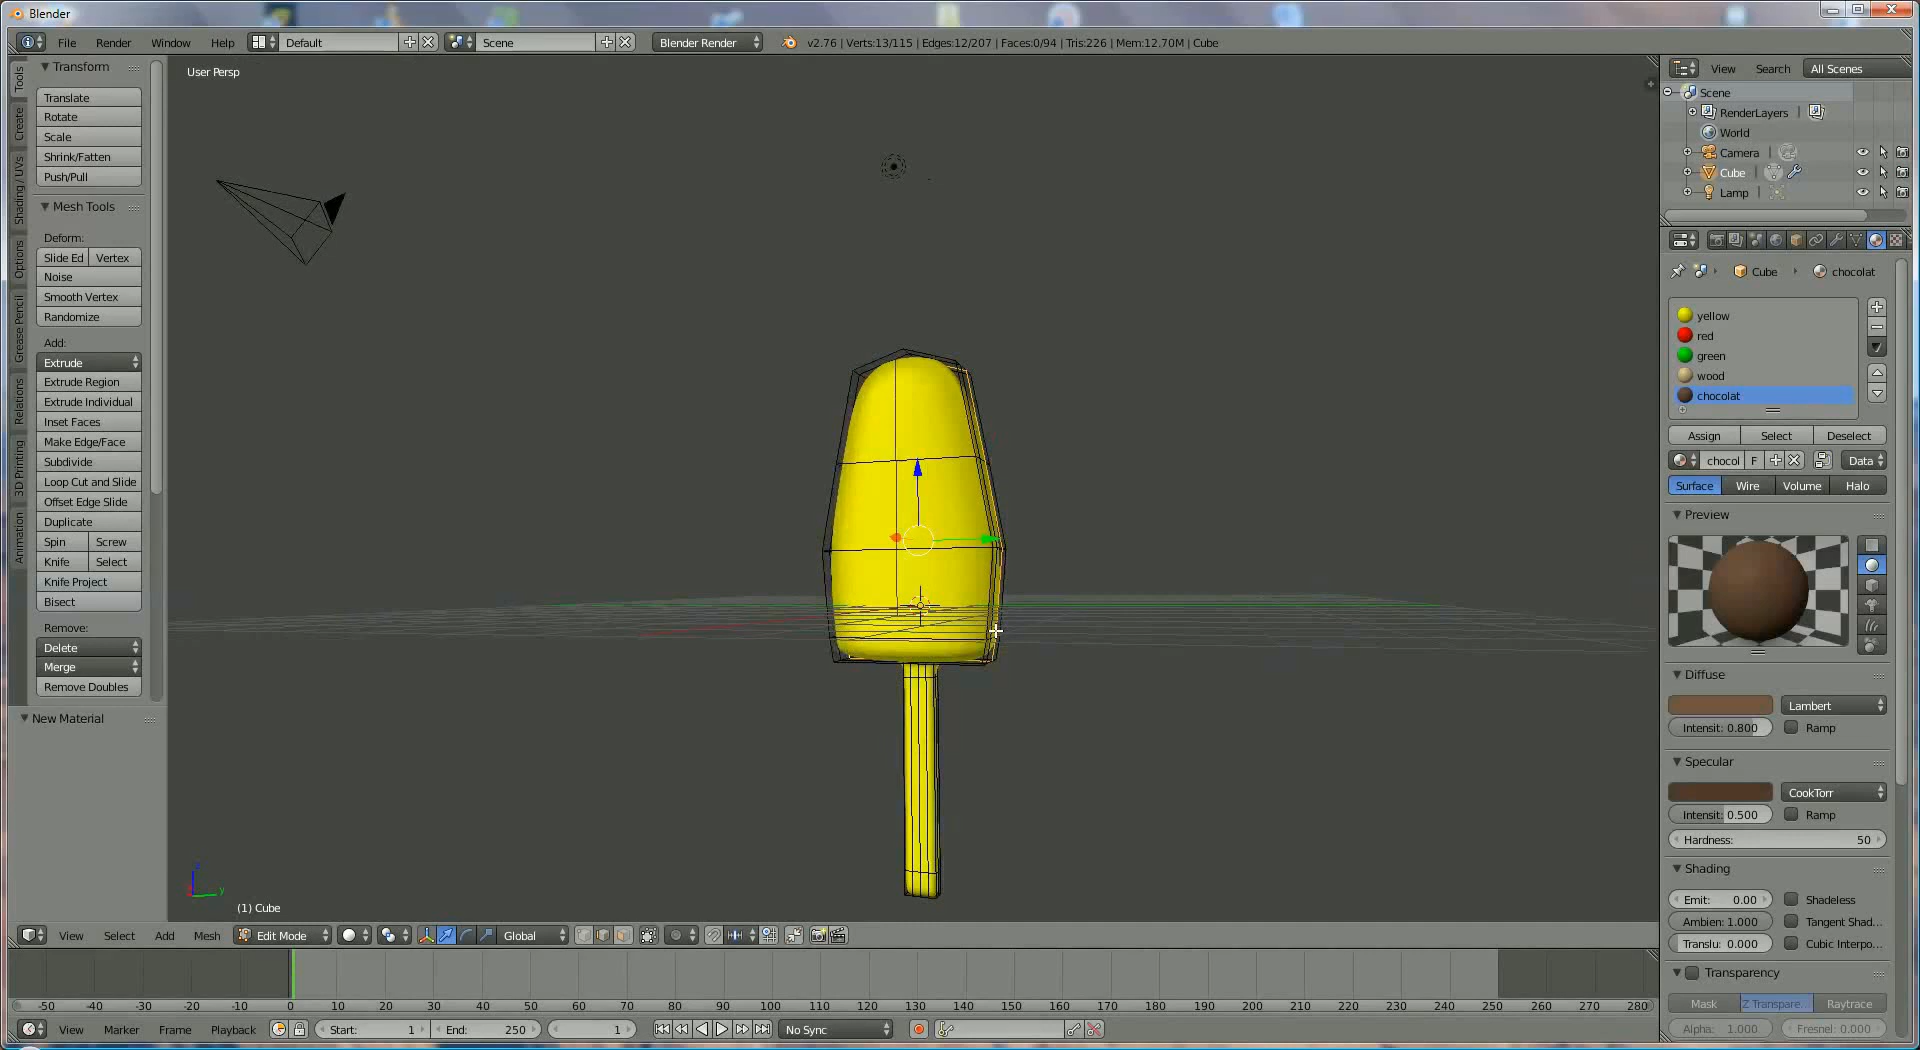 Blender
File Render Window Help Default Scene Blender Render v2.76 | Verts:13/115 | Edges:12/207 | Faces:0/94 | Tris:226 | Mem:12.70M | Cube
Tools
Create
Shading / UVs
Options
Grease Pencil
Relations
3D Printing
Animation
Transform
Translate
Rotate
Scale
Shrink/Fatten
Push/Pull
Mesh Tools
Deform:
Slide Ed Vertex
Noise
Smooth Vertex
Randomize
Add:
Extrude
Extrude Region
Extrude Individual
Inset Faces
Make Edge/Face
Subdivide
Loop Cut and Slide
Offset Edge Slide
Duplicate
Spin Screw
Knife Select
Knife Project
Bisect
Remove:
Delete
Merge
Remove Doubles
New Material
User Persp
z
y
(1) Cube
View Select Add Mesh Edit Mode Global
-50 -40 -30 -20 -10 0 10 20 30 40 50 60 70 80 90 100 110 120 130 140 150 160 170 180 190 200 210 220 230 240 250 260 270 280
View Marker Frame Playback Start: 1 End: 250 1 No Sync
View Search All Scenes
Scene
RenderLayers
World
Camera
Cube
Lamp
Cube chocolat
yellow
red
green
wood
chocolat
Assign Select Deselect
chocol F Data
Surface Wire Volume Halo
Preview
Diffuse
Lambert
Intensit: 0.800 Ramp
Specular
CookTorr
Intensit: 0.500 Ramp
Hardness: 50
Shading
Emit: 0.00 Shadeless
Ambien: 1.000 Tangent Shad...
Translu: 0.000 Cubic Interpo...
Transparency
Mask Z Transpare... Raytrace
Alpha: 1.000 Fresnel: 0.000